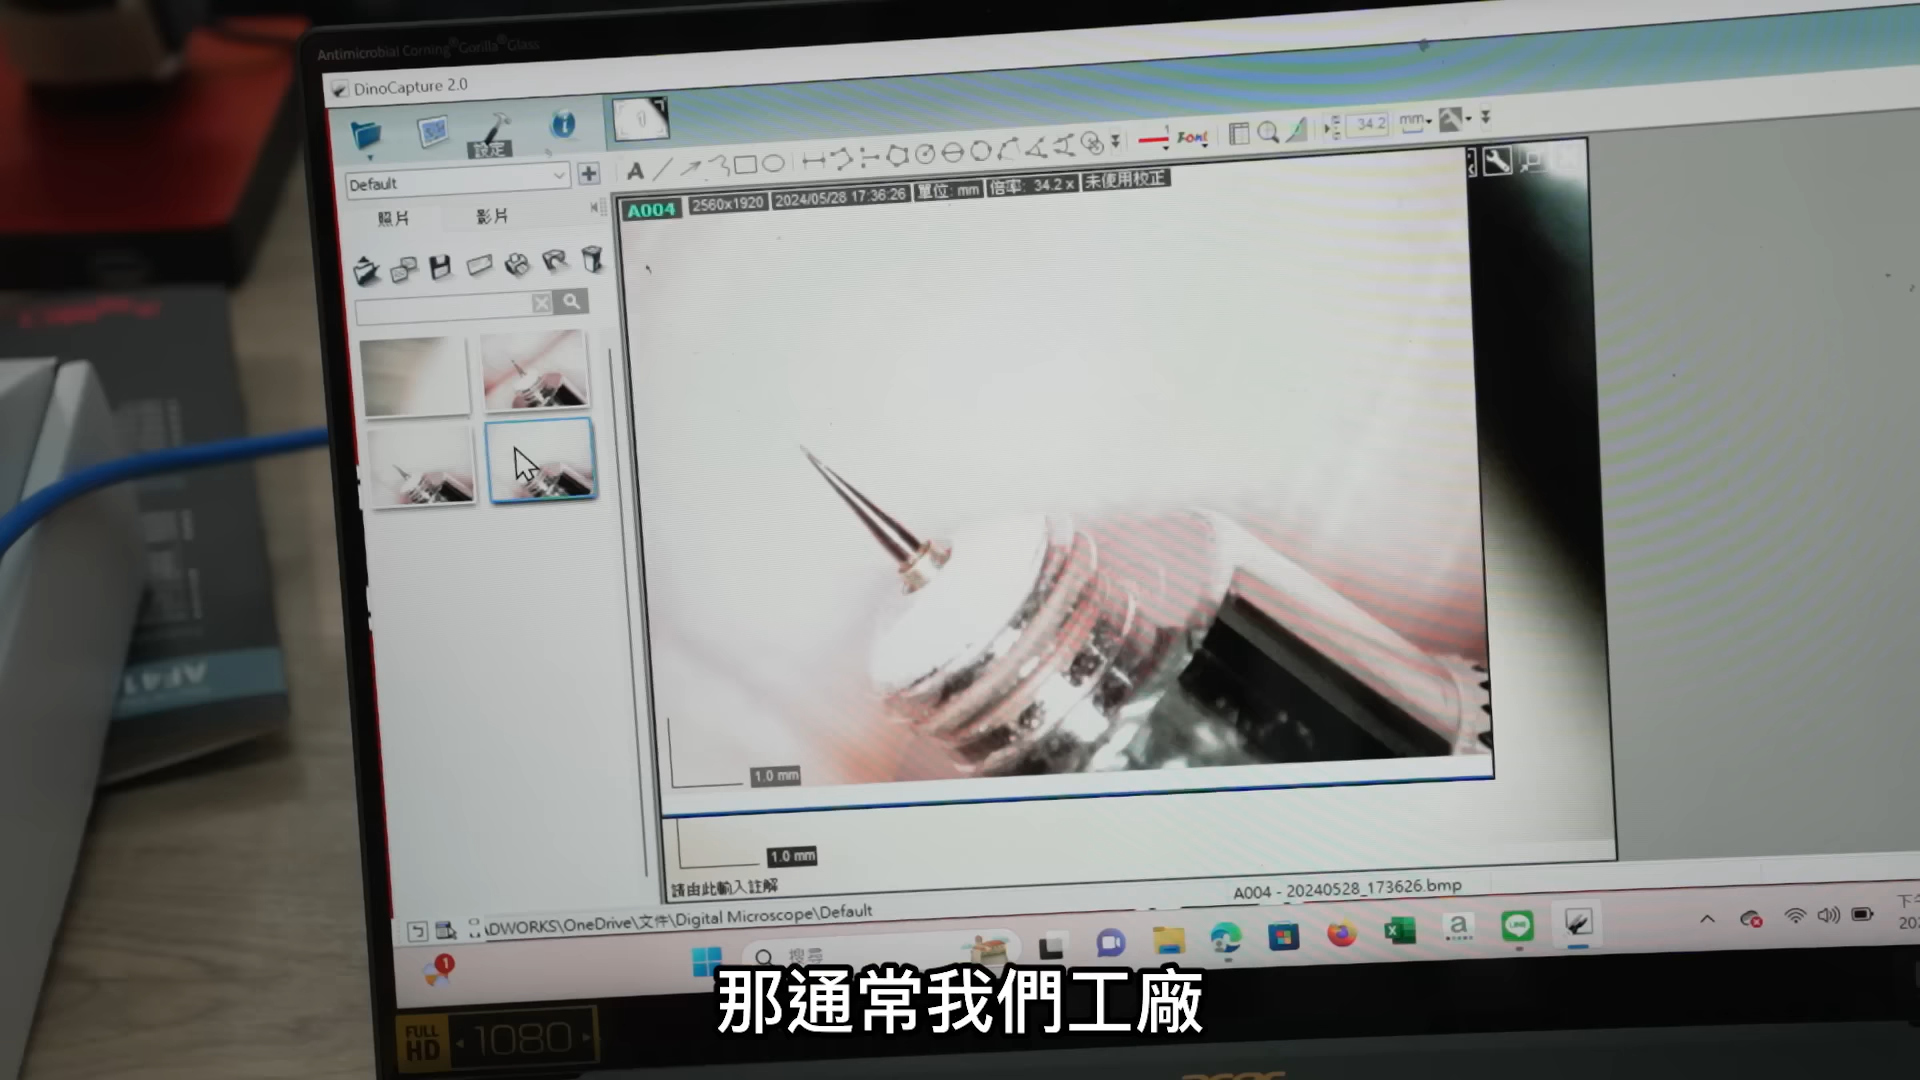 Antimicrobial Corning® Gorilla® Glass
DinoCapture 2.0
設定
Default
照片
影片
Font
34.2
mm
A004
2560x1920
2024/05/28 17:36:26
單位: mm
倍率: 34.2 x
未使用校正
1.0 mm
1.0 mm
請由此輸入註解
A004 - 20240528_173626.bmp
DWORKS\OneDrive\文件\Digital Microscope\Default
搜尋
1
那通常我們工廠
FULL HD
1080
acer